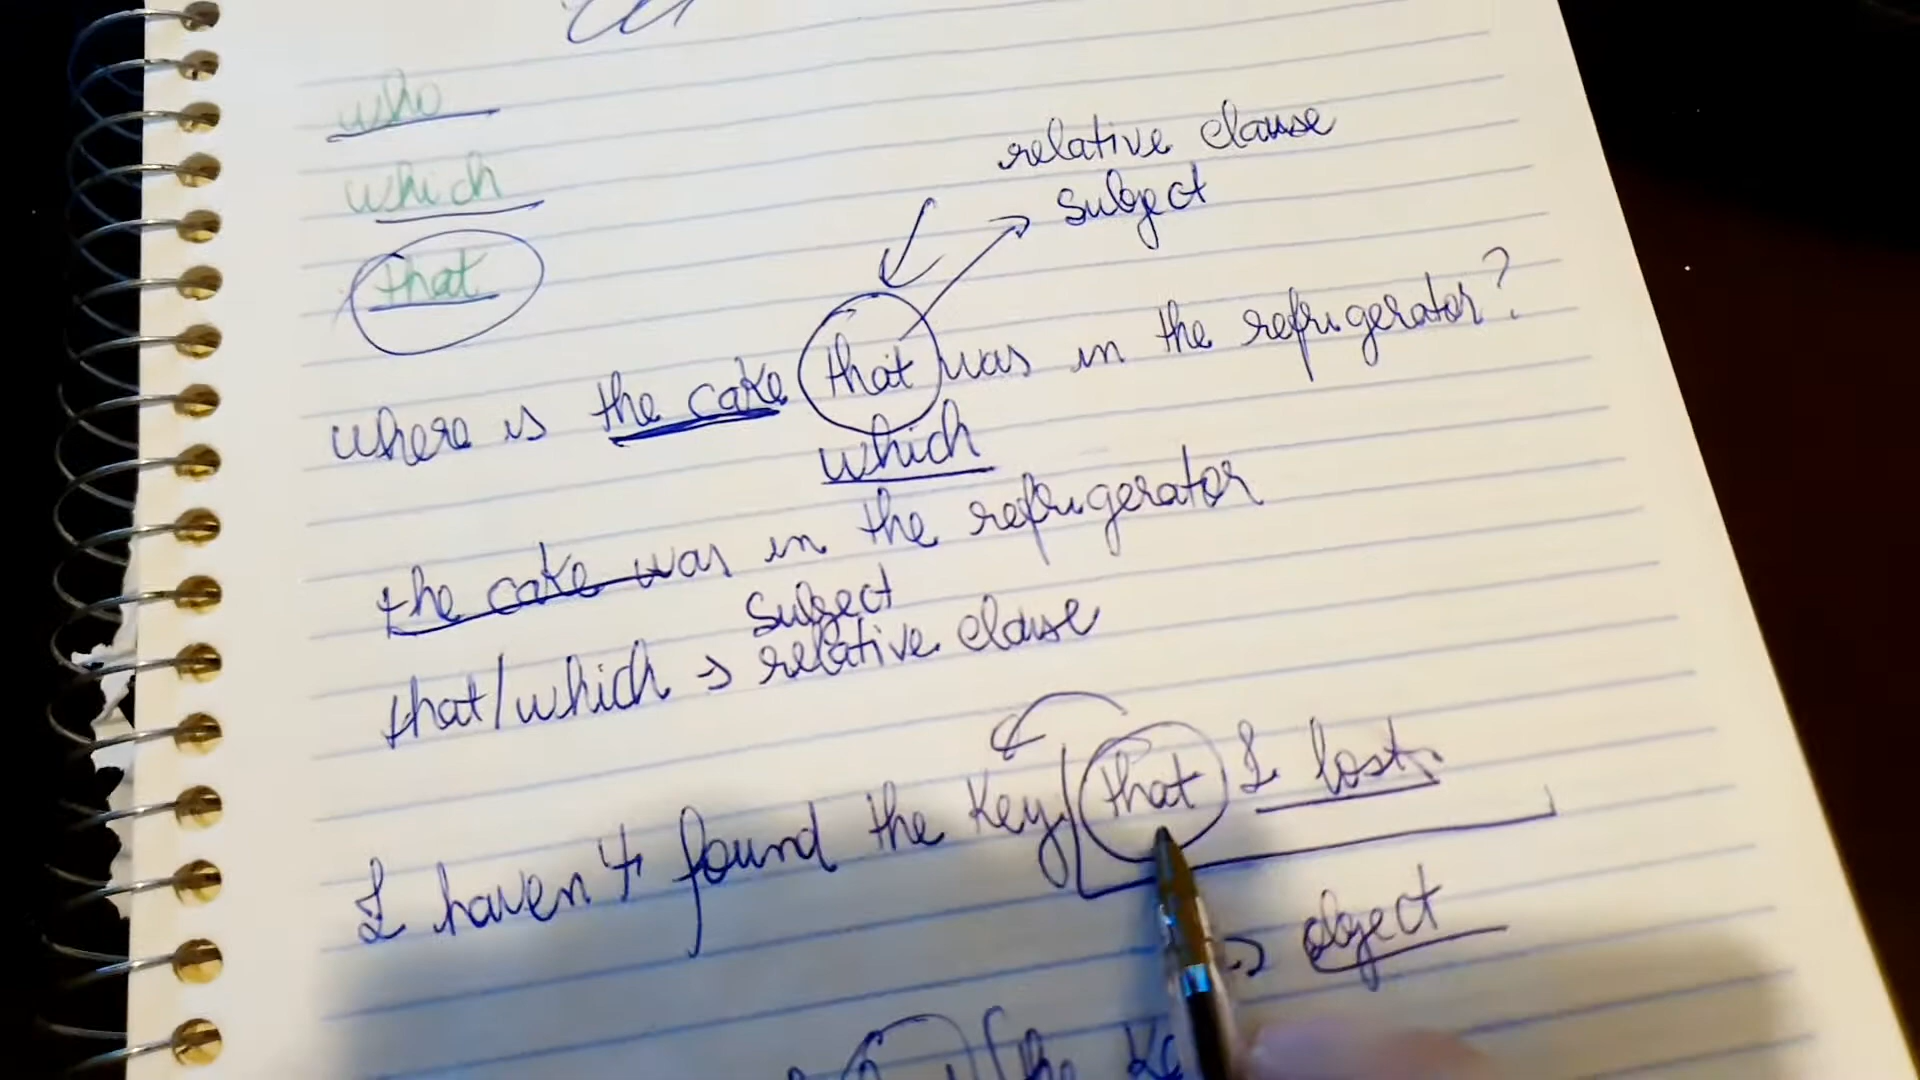 who
which
that
relative clause
subject
where is the cake that was in the refrigerator?
which
the cake was in the refrigerator
subject
that/which → relative clause
I haven't found the key that I lost.
→ object
the